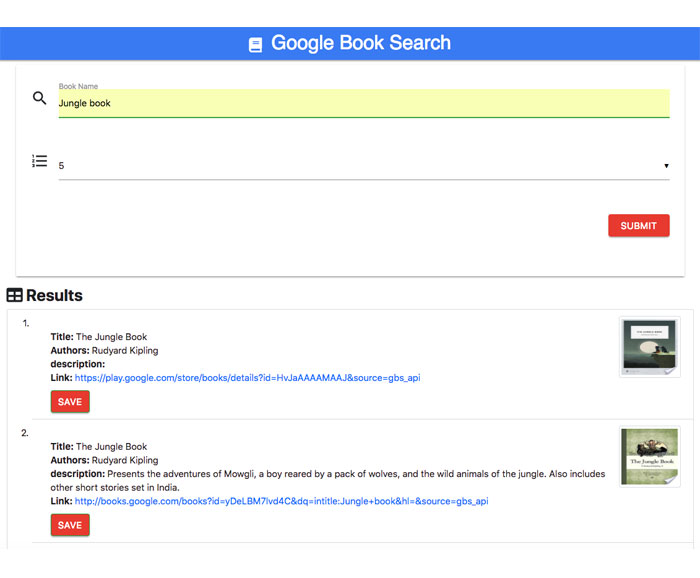 Google Book Search
Book Name
Jungle book
5
SUBMIT
Results
1.
Title: The Jungle Book
Authors: Rudyard Kipling
description:
Link: https://play.google.com/store/books/details?id=HvJaAAAAMAAJ&source=gbs_api
SAVE
THE JUNGLE BOOK
2.
Title: The Jungle Book
Authors: Rudyard Kipling
description: Presents the adventures of Mowgli, a boy reared by a pack of wolves, and the wild animals of the jungle. Also includes
other short stories set in India.
Link: http://books.google.com/books?id=yDeLBM7lvd4C&dq=intitle:Jungle+book&hl=&source=gbs_api
SAVE
The Jungle Book